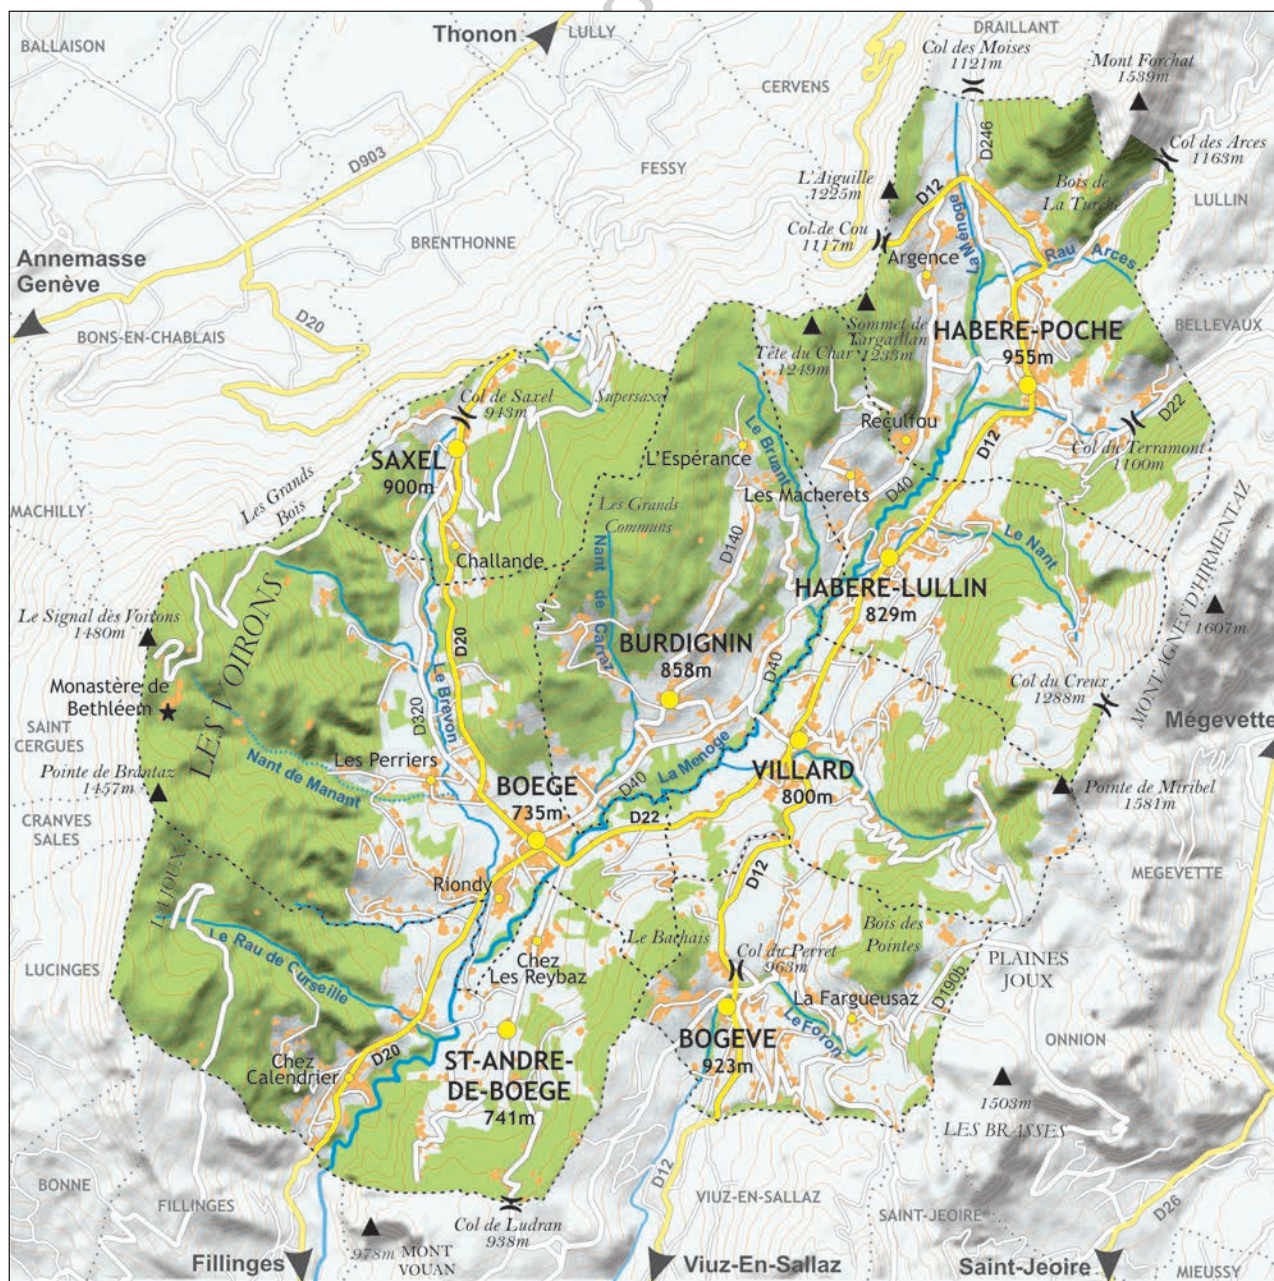 Thonon
LULLY
DRAILLANT
BALLAISON
Col des Moises
1121m
Mont Forchat
1539m
CERVENS
D903
D246
Col des Arces
1163m
FESSY
L'Aiguille
1225m
D12
Bois de
La Turche
LULLIN
Col de Cou
1117m
La Ménoge
BRENTHONNE
Argence
Rau Arces
Annemasse
Genève
D20
BONS-EN-CHABLAIS
Sommet de
Targaillan
1233m
HABERE-POCHE
955m
BELLEVAUX
Tête du Char
1249m
Col de Saxel
943m
Supersaxel
Reculfou
D22
D12
Col du Terramont
1100m
Le Bruant
L'Espérance
SAXEL
900m
Les Macherets
D40
Les Grands
Bois
Les Grands
Communs
MACHILLY
D140
Le Nant
Challande
Nant de Carraz
HABERE-LULLIN
829m
MONTAGNES D'HIRMENTAZ
1607m
Le Signal des Voirons
1480m
LES VOIRONS
D20
BURDIGNIN
858m
D40
Monastère de
Bethléem
Le Brevon
D320
Col du Creux
1288m
Mégevette
SAINT
CERGUES
Les Perriers
Nant de Manant
La Menoge
Pointe de Brantaz
1457m
BOEGE
735m
D40
VILLARD
800m
Pointe de Miribel
1581m
CRANVES
SALES
D22
LAJOUX
Riondy
D12
MEGEVETTE
Le Rau de Curseille
Le Bachais
Bois des
Pointes
Chez
Les Reybaz
Col du Perret
963m
PLAINES
JOUX
LUCINGES
D190b
La Fargueusaz
Le Foron
BOGEVE
923m
ONNION
Chez
Calendrier
D20
ST-ANDRE-
DE-BOEGE
741m
1503m
LES BRASSES
D12
BONNE
FILLINGES
VIUZ-EN-SALLAZ
SAINT-JEOIRE
D26
Col de Ludran
938m
978m MONT
VOUAN
Fillinges
Viuz-En-Sallaz
Saint-Jeoire
MIEUSSY